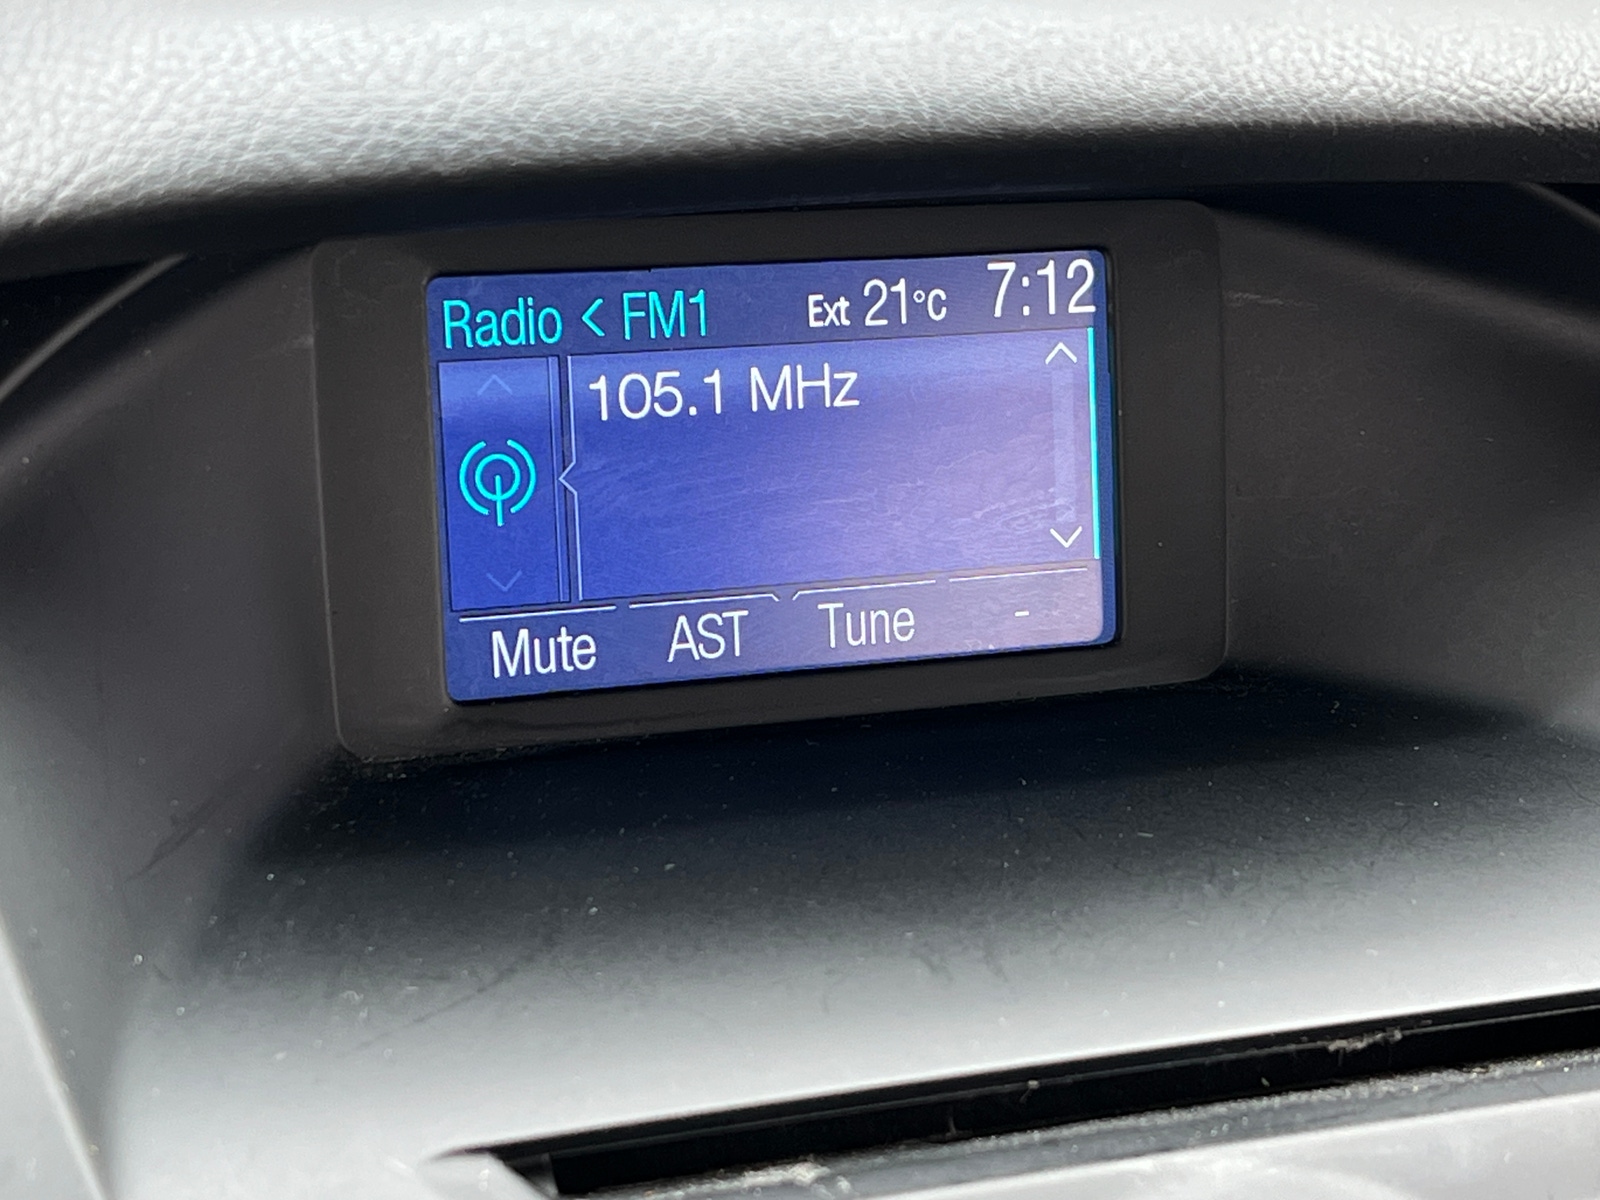 Radio < FM1 Ext 21°C 7:12
105.1 MHz
Mute AST Tune -